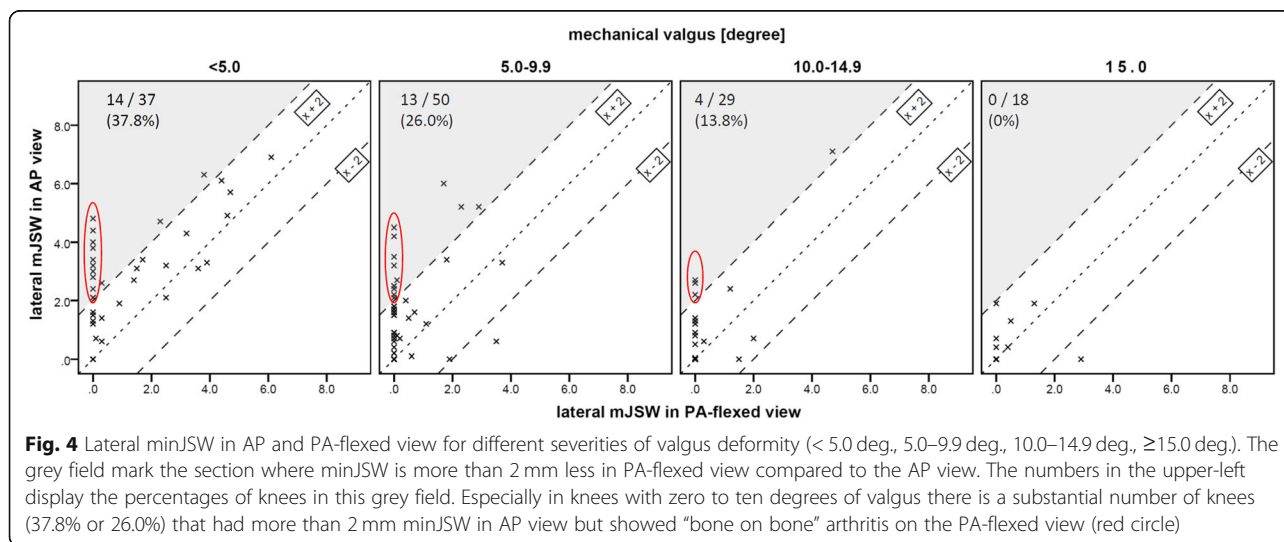 mechanical valgus [degree]
<5.0 5.0-9.9 10.0-14.9 1 5 . 0
14 / 37 13 / 50 4 / 29 0 / 18
(37.8%) (26.0%) (13.8%) (0%)
x + 2 x + 2 x + 2 x + 2
x - 2 x - 2 x - 2 x - 2
lateral mJSW in AP view
8.0
6.0
4.0
2.0
.0
.0 2.0 4.0 6.0 8.0 .0 2.0 4.0 6.0 8.0 .0 2.0 4.0 6.0 8.0 .0 2.0 4.0 6.0 8.0
lateral mJSW in PA-flexed view
Fig. 4 Lateral minJSW in AP and PA-flexed view for different severities of valgus deformity (< 5.0 deg., 5.0–9.9 deg., 10.0–14.9 deg., ≥15.0 deg.). The
grey field mark the section where minJSW is more than 2 mm less in PA-flexed view compared to the AP view. The numbers in the upper-left
display the percentages of knees in this grey field. Especially in knees with zero to ten degrees of valgus there is a substantial number of knees
(37.8% or 26.0%) that had more than 2 mm minJSW in AP view but showed “bone on bone” arthritis on the PA-flexed view (red circle)